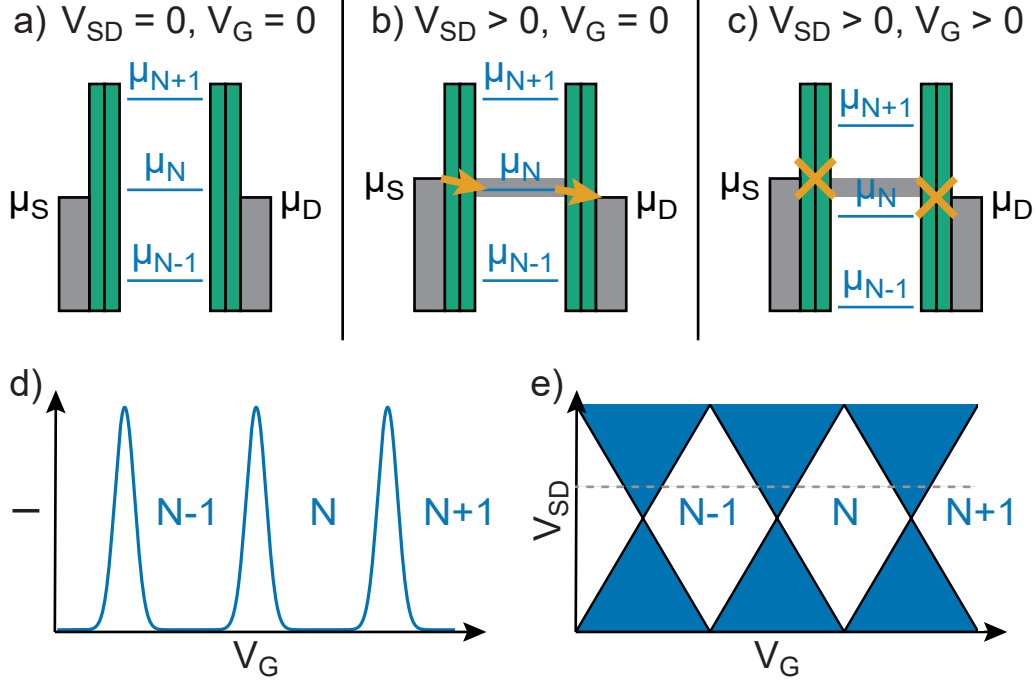 a) V_SD = 0, V_G = 0
b) V_SD > 0, V_G = 0
c) V_SD > 0, V_G > 0
μ_N+1
μ_N
μ_S
μ_D
μ_N-1
μ_N+1
μ_N
μ_S
μ_D
μ_N-1
μ_N+1
μ_S
μ_N
μ_D
μ_N-1
d)
I
N-1
N
N+1
V_G
e)
V_SD
N-1
N
N+1
V_G